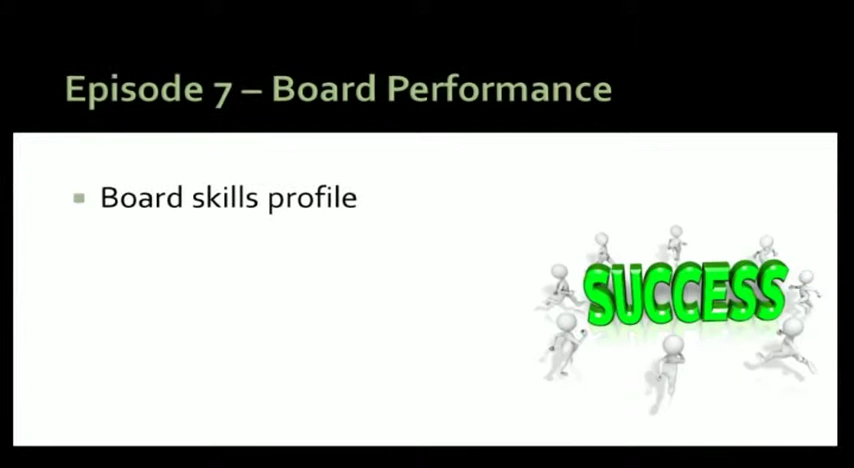 Episode 7 – Board Performance
Board skills profile
SUCCESS